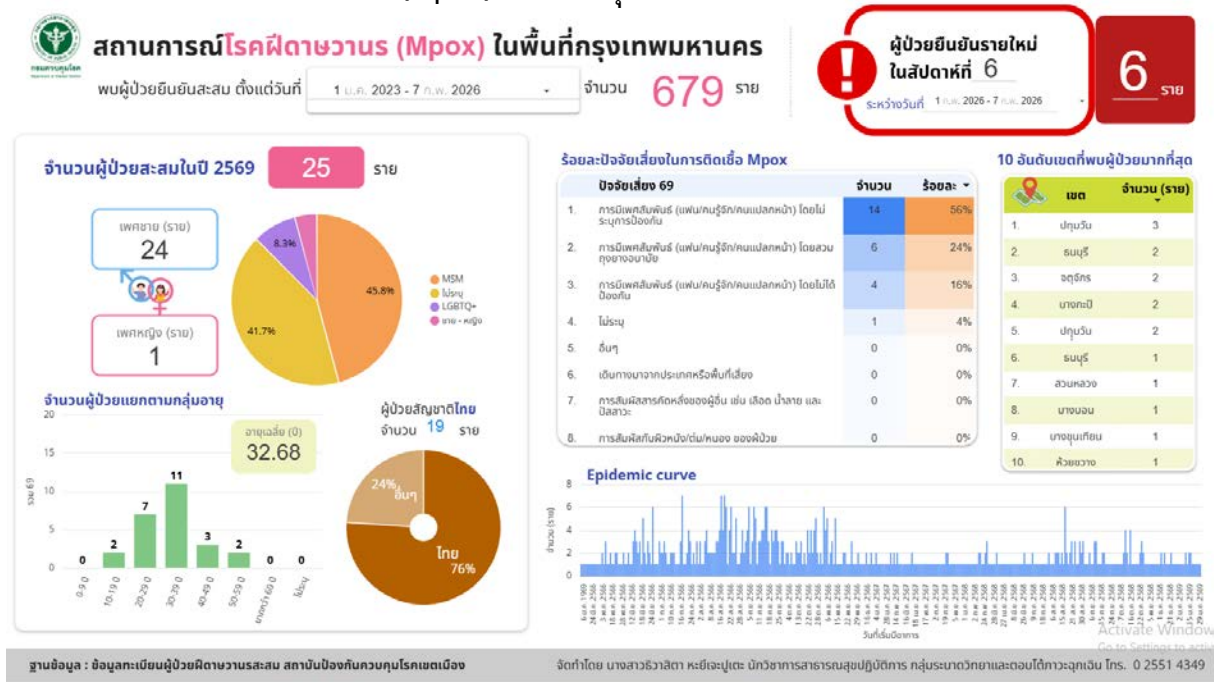 กรมควบคุมโรค
สถานการณ์โรคฝีดาษวานร (Mpox) ในพื้นที่กรุงเทพมหานคร
พบผู้ป่วยยืนยันสะสม ตั้งแต่วันที่ 1 ม.ค. 2023 - 7 ก.พ. 2026 จำนวน 679 ราย
ผู้ป่วยยืนยันรายใหม่
ในสัปดาห์ที่ 6
ระหว่างวันที่ 1 ก.พ. 2026 - 7 ก.พ. 2026
6 ราย
จำนวนผู้ป่วยสะสมในปี 2569 25 ราย
เพศชาย (ราย)
24
เพศหญิง (ราย)
1
8.3%
45.8%
41.7%
MSM
ไม่ระบุ
LGBTQ+
ชาย - หญิง
จำนวนผู้ป่วยแยกตามกลุ่มอายุ
อายุเฉลี่ย (ปี)
32.68
รวม 69
20
15
10
5
0
0
2
7
11
3
2
0
0
0-9 ปี
10-19 ปี
20-29 ปี
30-39 ปี
40-49 ปี
50-59 ปี
มากกว่า 60 ปี
ไม่ระบุ
ผู้ป่วยสัญชาติไทย
จำนวน 19 ราย
24%
อื่นๆ
ไทย
76%
ร้อยละปัจจัยเสี่ยงในการติดเชื้อ Mpox
ปัจจัยเสี่ยง 69 จำนวน ร้อยละ
1. การมีเพศสัมพันธ์ (แฟน/คนรู้จัก/คนแปลกหน้า) โดยไม่ระบุการป้องกัน 14 56%
2. การมีเพศสัมพันธ์ (แฟน/คนรู้จัก/คนแปลกหน้า) โดยสวมถุงยางอนามัย 6 24%
3. การมีเพศสัมพันธ์ (แฟน/คนรู้จัก/คนแปลกหน้า) โดยไม่ได้ป้องกัน 4 16%
4. ไม่ระบุ 1 4%
5. อื่นๆ 0 0%
6. เดินทางมาจากประเทศหรือพื้นที่เสี่ยง 0 0%
7. การสัมผัสสารคัดหลั่งของผู้อื่น เช่น เลือด น้ำลาย และปัสสาวะ 0 0%
8. การสัมผัสกับผิวหนัง/ตุ่ม/หนอง ของผู้ป่วย 0 0%
10 อันดับเขตที่พบผู้ป่วยมากที่สุด
เขต จำนวน (ราย)
1. ปทุมวัน 3
2. ธนบุรี 2
3. จตุจักร 2
4. บางกะปิ 2
5. ปทุมวัน 2
6. ธนบุรี 1
7. สวนหลวง 1
8. บางบอน 1
9. บางขุนเทียน 1
10. ห้วยขวาง 1
Epidemic curve
จำนวน (ราย)
8
6
4
2
0
วันที่เริ่มมีอาการ
Activate Window
Go to Settings to activ
ฐานข้อมูล : ข้อมูลทะเบียนผู้ป่วยฝีดาษวานรสะสม สถาบันป้องกันควบคุมโรคเขตเมือง
จัดทำโดย นางสาวธิวาสิตา หะยีเจะปูเตะ นักวิชาการสาธารณสุขปฏิบัติการ กลุ่มระบาดวิทยาและตอบโต้ภาวะฉุกเฉิน โทร. 0 2551 4349